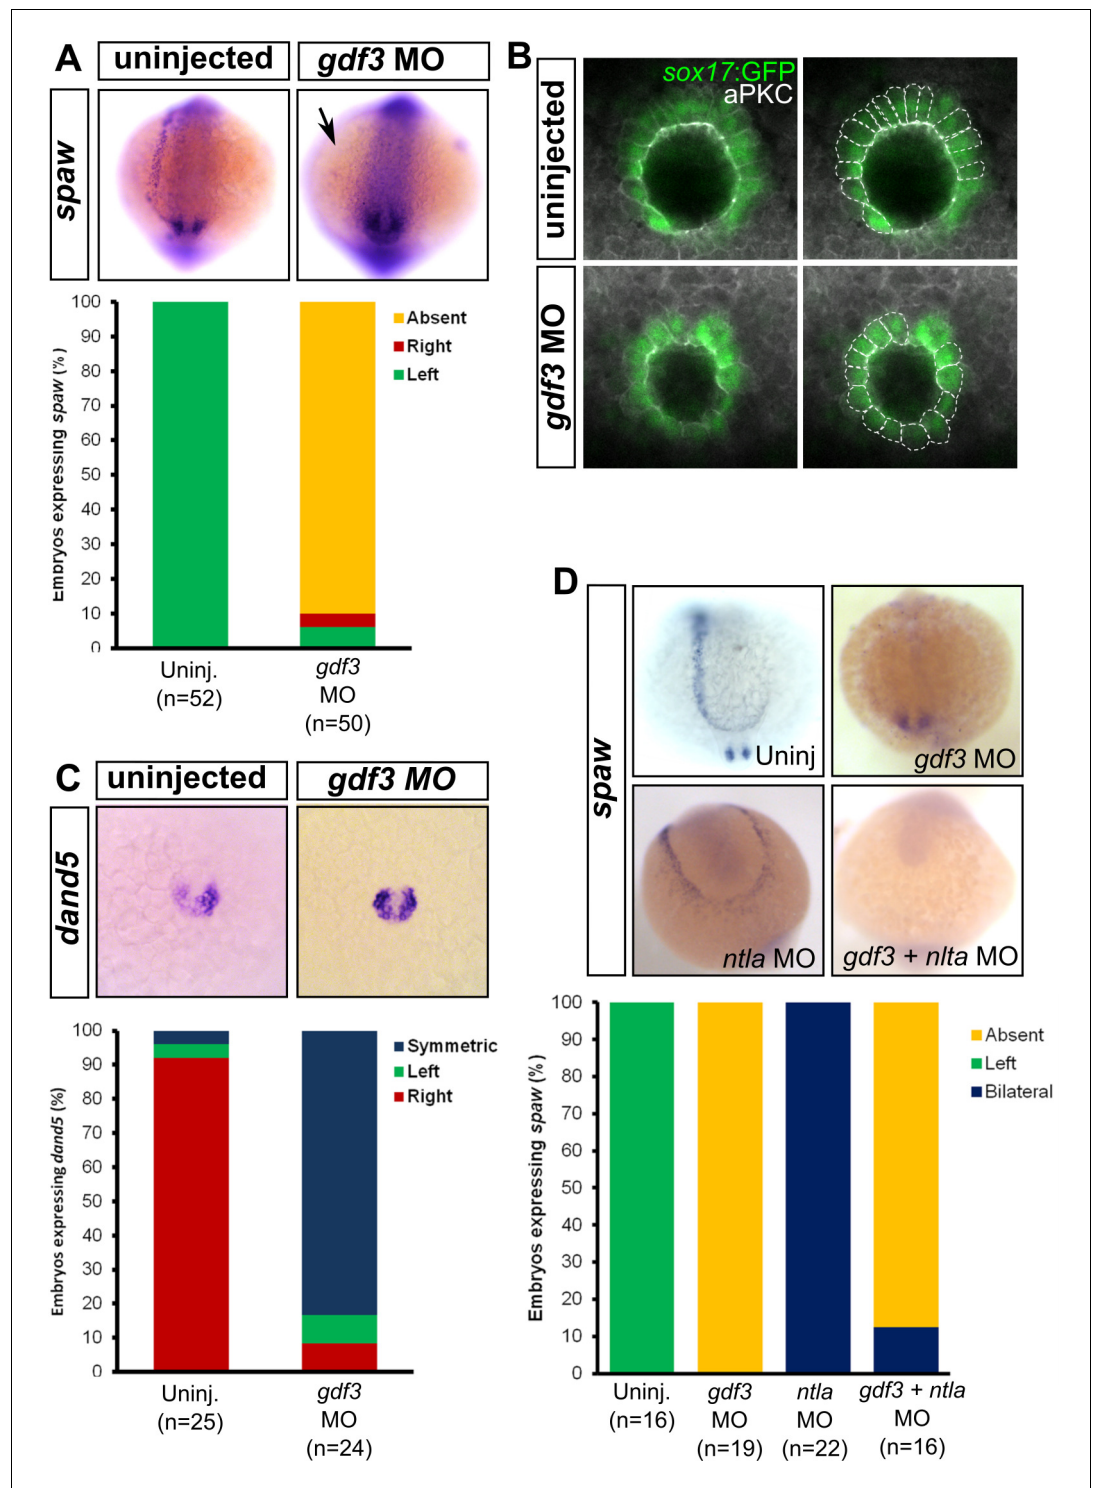 A
uninjected
gdf3 MO
spaw
100
90
80
70
60
50
40
30
20
10
0
Embryos expressing spaw (%)
Absent
Right
Left
Uninj.
(n=52)
gdf3
MO
(n=50)
B
uninjected
gdf3 MO
sox17:GFP
aPKC
C
uninjected
gdf3 MO
dand5
100
90
80
70
60
50
40
30
20
10
0
Embryos expressing dand5 (%)
Symmetric
Left
Right
Uninj.
(n=25)
gdf3
MO
(n=24)
D
spaw
Uninj
gdf3 MO
ntla MO
gdf3 + nlta MO
100
90
80
70
60
50
40
30
20
10
0
Embryos expressing spaw (%)
Absent
Left
Bilateral
Uninj.
(n=16)
gdf3
MO
(n=19)
ntla
MO
(n=22)
gdf3 + ntla
MO
(n=16)